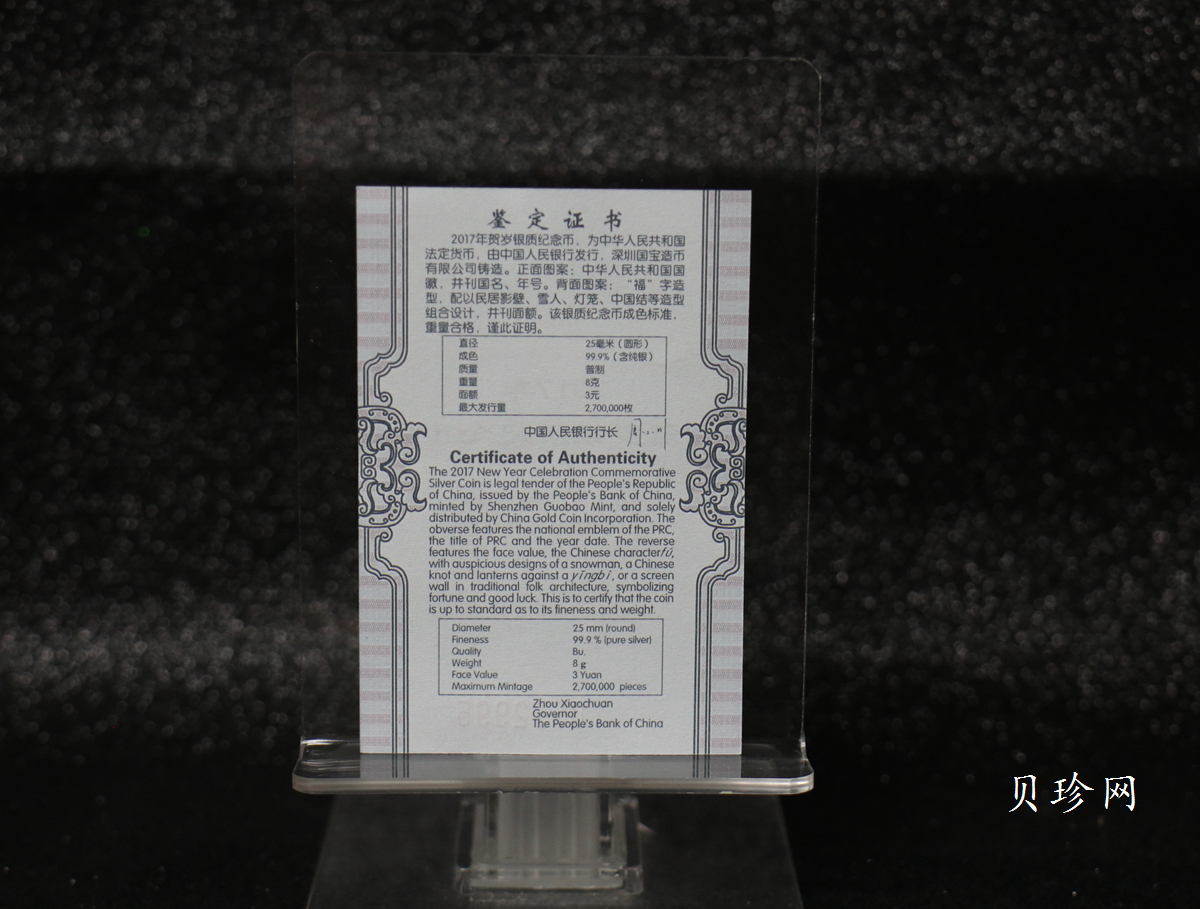 鉴定证书
2017年贺岁银质纪念币，为中华人民共和国
法定货币，由中国人民银行发行，深圳国宝造币
有限公司铸造。正面图案：中华人民共和国国
徽，并刊国名、年号。背面图案：“福”字造
型，配以民居影壁、雪人、灯笼、中国结等造型
组合设计，并刊面额。该银质纪念币成色标准，
重量合格，谨此证明。
直径 25毫米（圆形）
成色 99.9%（含纯银）
质量 普制
重量 8克
面额 3元
最大发行量 2,700,000枚
中国人民银行行长
Certificate of Authenticity
The 2017 New Year Celebration Commemorative
Silver Coin is legal tender of the People's Republic
of China, issued by the People's Bank of China,
minted by Shenzhen Guobao Mint, and solely
distributed by China Gold Coin Incorporation. The
obverse features the national emblem of the PRC,
the title of PRC and the year date. The reverse
features the face value, the Chinese character fú,
with auspicious designs of a snowman, a Chinese
knot and lanterns against a yingbi, or a screen
wall in traditional folk architecture, symbolizing
fortune and good luck. This is to certify that the coin
is up to standard as to its fineness and weight.
Diameter 25 mm (round)
Fineness 99.9 % (pure silver)
Quality Bu.
Weight 8 g
Face Value 3 Yuan
Maximum Mintage 2,700,000 pieces
Zhou Xiaochuan
Governor
The People's Bank of China
贝珍网